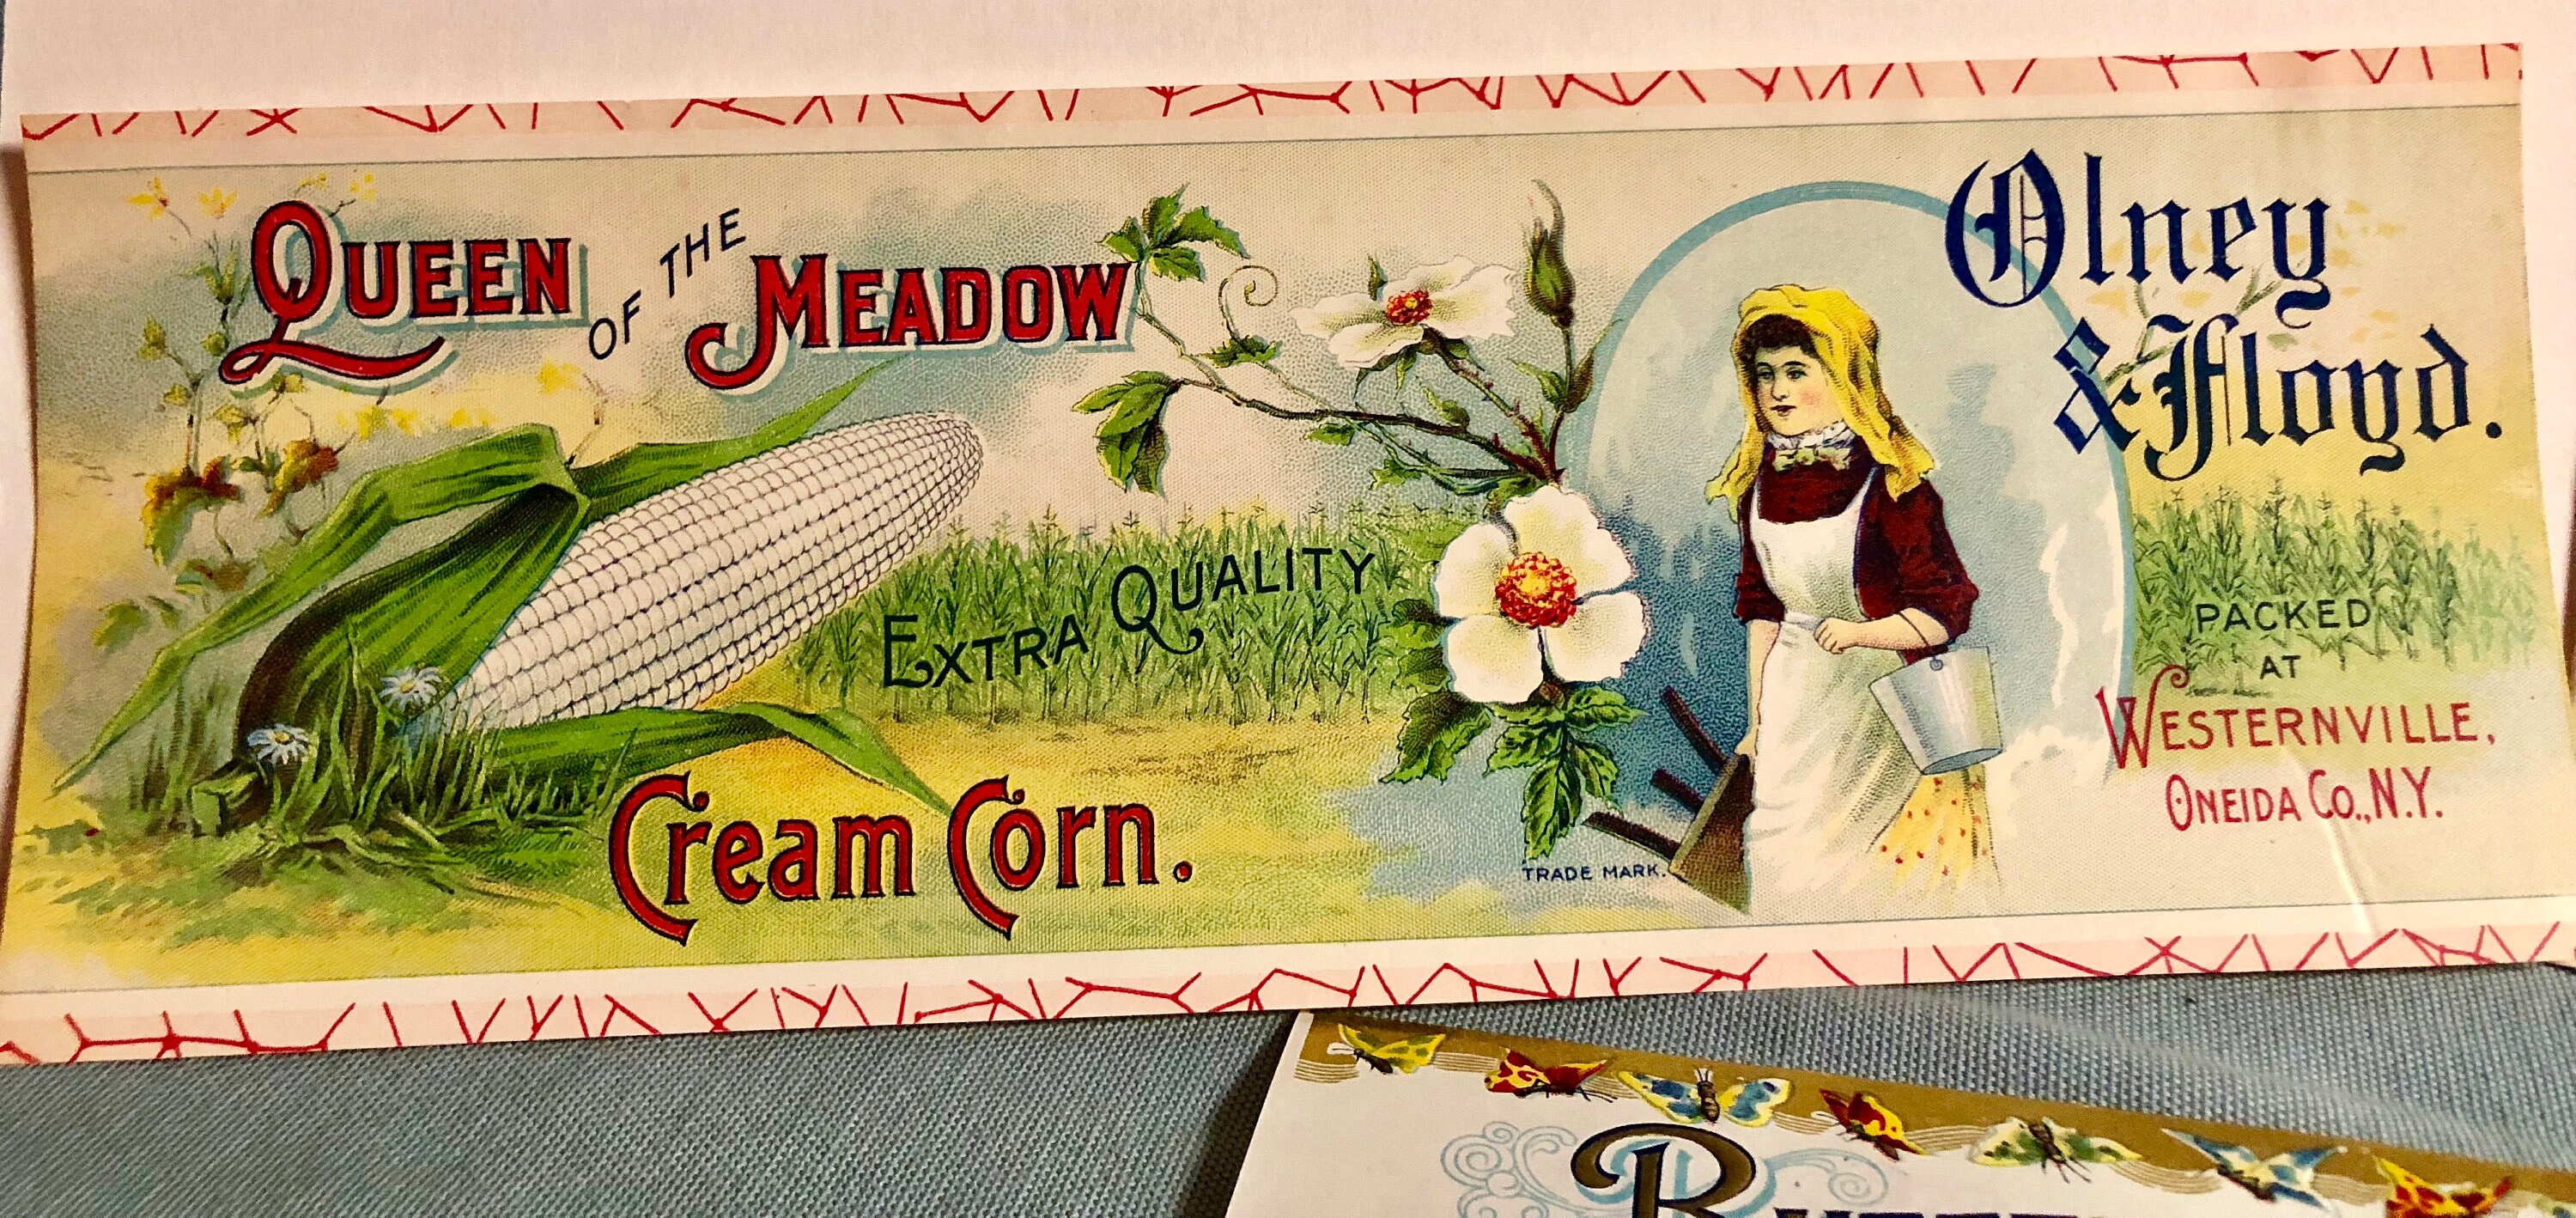 QUEEN OF THE MEADOW
EXTRA QUALITY
Cream Corn.
TRADE MARK.
Olney
& Floyd.
PACKED
AT
WESTERNVILLE,
ONEIDA CO., N.Y.